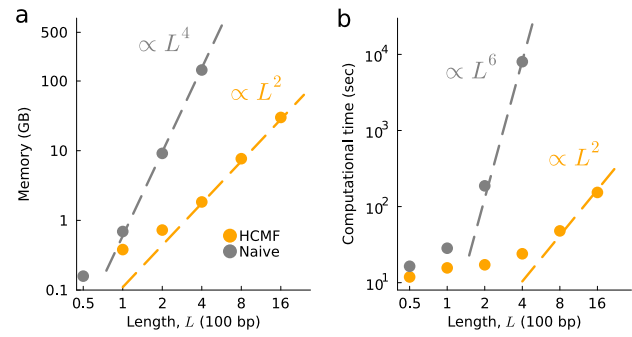 a
Memory (GB)
500
100
10
1
0.1
∝ L⁴
∝ L²
HCMF
Naive
0.5 1 2 4 8 16
Length, L (100 bp)
b
Computational time (sec)
10⁴
10³
10²
10¹
∝ L⁶
∝ L²
0.5 1 2 4 8 16
Length, L (100 bp)